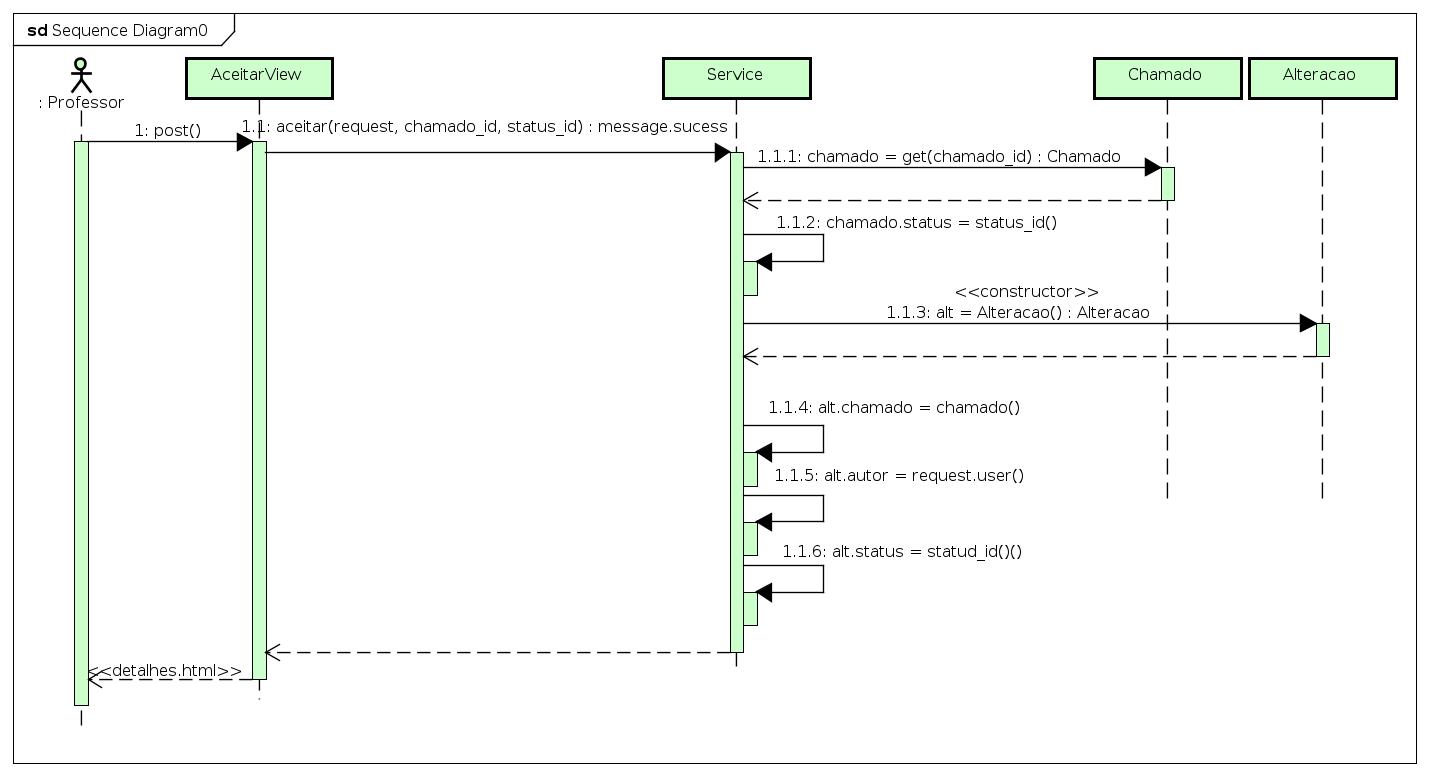 sd Sequence Diagram0
: Professor
AceitarView
Service
Chamado
Alteracao
1: post()
1.1: aceitar(request, chamado_id, status_id) : message.sucess
1.1.1: chamado = get(chamado_id) : Chamado
1.1.2: chamado.status = status_id()
<<constructor>>
1.1.3: alt = Alteracao() : Alteracao
1.1.4: alt.chamado = chamado()
1.1.5: alt.autor = request.user()
1.1.6: alt.status = statud_id()()
<<detalhes.html>>